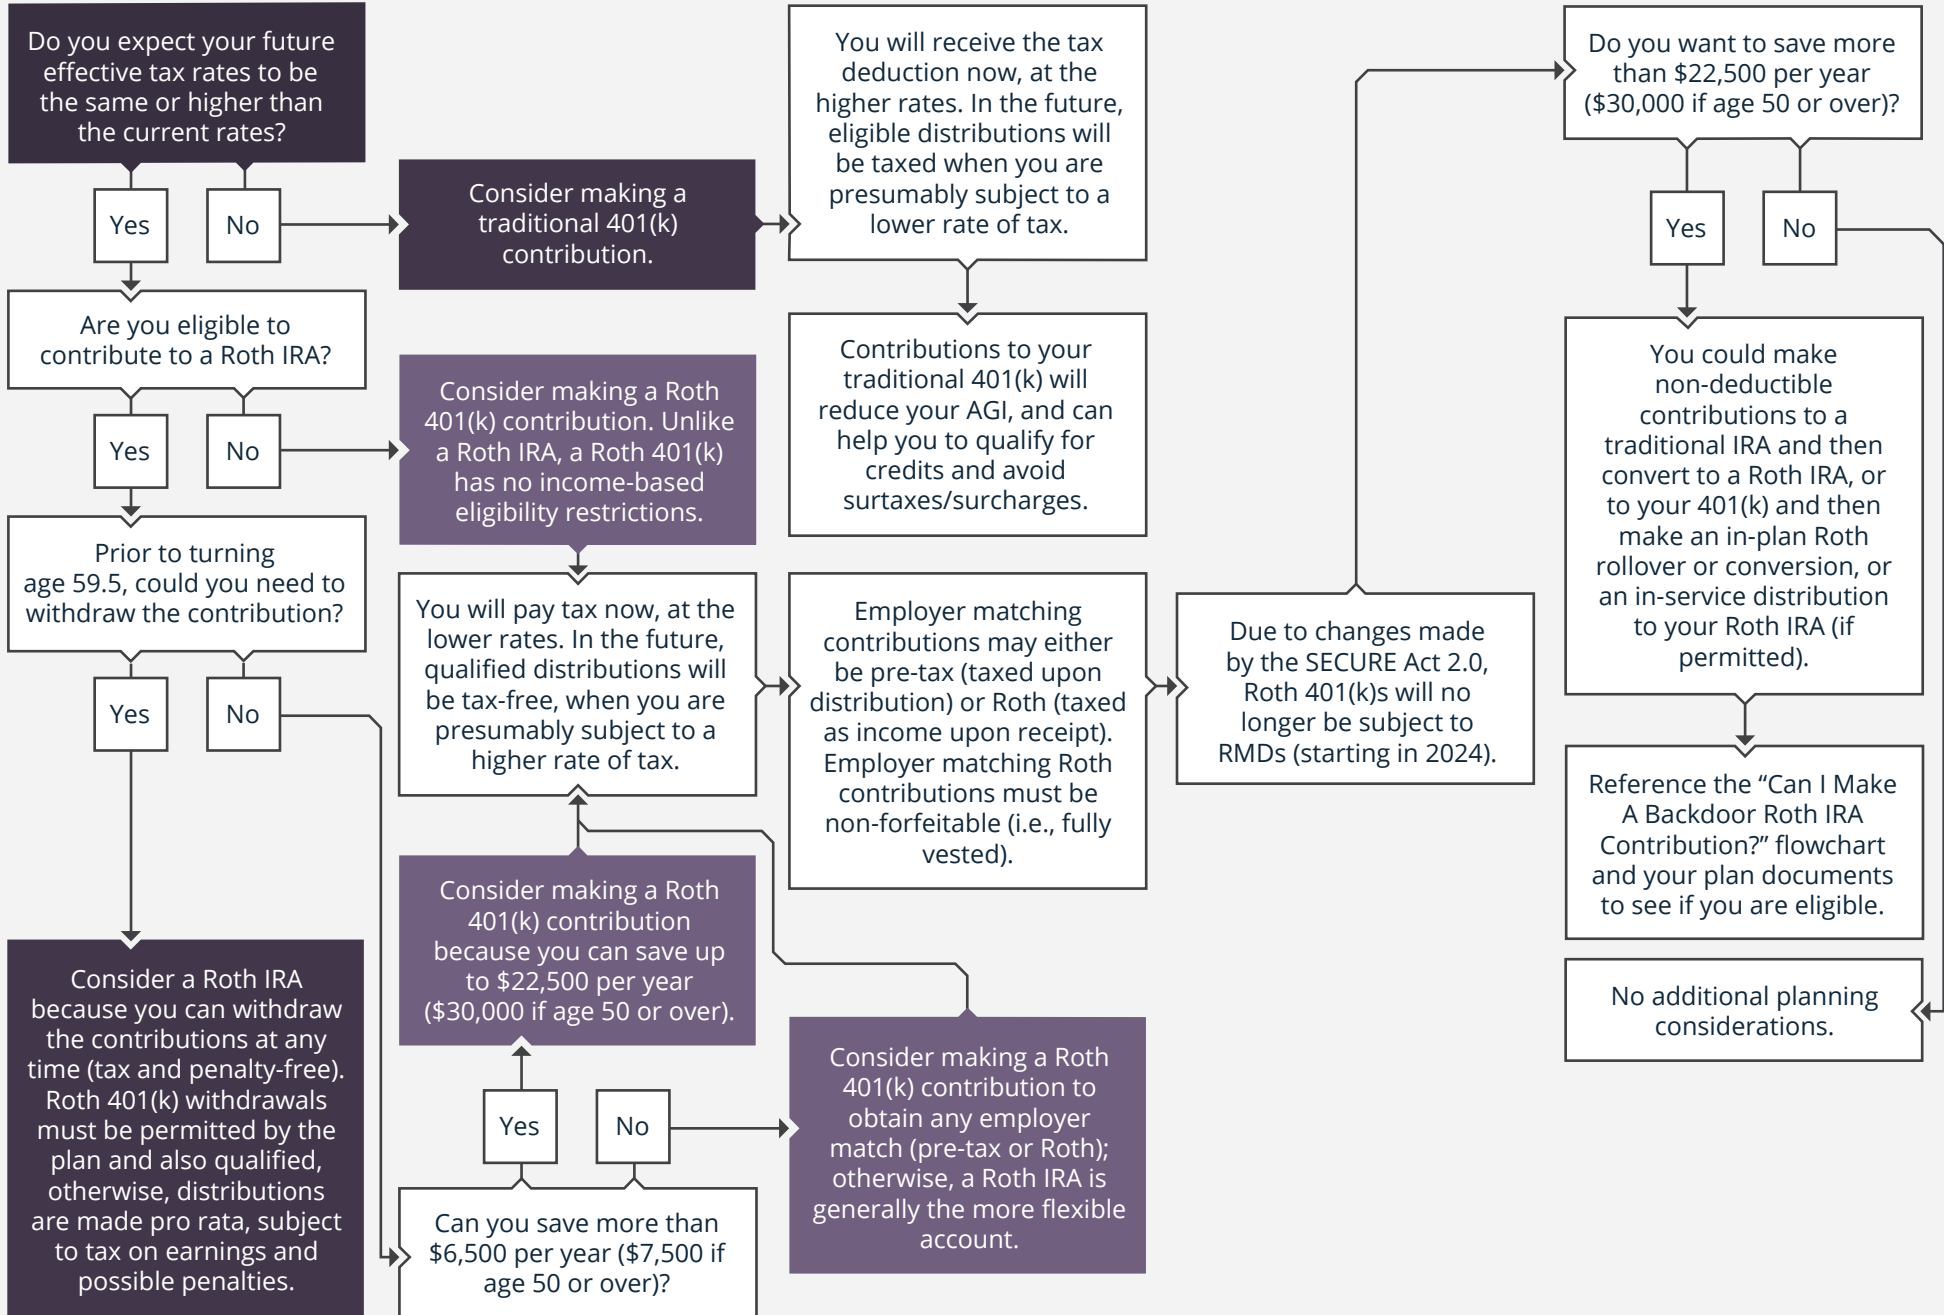 Do you expect your future
effective tax rates to be
the same or higher than
the current rates?
Yes
No
Consider making a
traditional 401(k)
contribution.
You will receive the tax
deduction now, at the
higher rates. In the future,
eligible distributions will
be taxed when you are
presumably subject to a
lower rate of tax.
Contributions to your
traditional 401(k) will
reduce your AGI, and can
help you to qualify for
credits and avoid
surtaxes/surcharges.
Are you eligible to
contribute to a Roth IRA?
Yes
No
Consider making a Roth
401(k) contribution. Unlike
a Roth IRA, a Roth 401(k)
has no income-based
eligibility restrictions.
Prior to turning
age 59.5, could you need to
withdraw the contribution?
Yes
No
Consider a Roth IRA
because you can withdraw
the contributions at any
time (tax and penalty-free).
Roth 401(k) withdrawals
must be permitted by the
plan and also qualified,
otherwise, distributions
are made pro rata, subject
to tax on earnings and
possible penalties.
Can you save more than
$6,500 per year ($7,500 if
age 50 or over)?
Yes
No
Consider making a Roth
401(k) contribution
because you can save up
to $22,500 per year
($30,000 if age 50 or over).
Consider making a Roth
401(k) contribution to
obtain any employer
match (pre-tax or Roth);
otherwise, a Roth IRA is
generally the more flexible
account.
You will pay tax now, at the
lower rates. In the future,
qualified distributions will
be tax-free, when you are
presumably subject to a
higher rate of tax.
Employer matching
contributions may either
be pre-tax (taxed upon
distribution) or Roth (taxed
as income upon receipt).
Employer matching Roth
contributions must be
non-forfeitable (i.e., fully
vested).
Due to changes made
by the SECURE Act 2.0,
Roth 401(k)s will no
longer be subject to
RMDs (starting in 2024).
Do you want to save more
than $22,500 per year
($30,000 if age 50 or over)?
Yes
No
You could make
non-deductible
contributions to a
traditional IRA and then
convert to a Roth IRA, or
to your 401(k) and then
make an in-plan Roth
rollover or conversion, or
an in-service distribution
to your Roth IRA (if
permitted).
Reference the “Can I Make
A Backdoor Roth IRA
Contribution?” flowchart
and your plan documents
to see if you are eligible.
No additional planning
considerations.